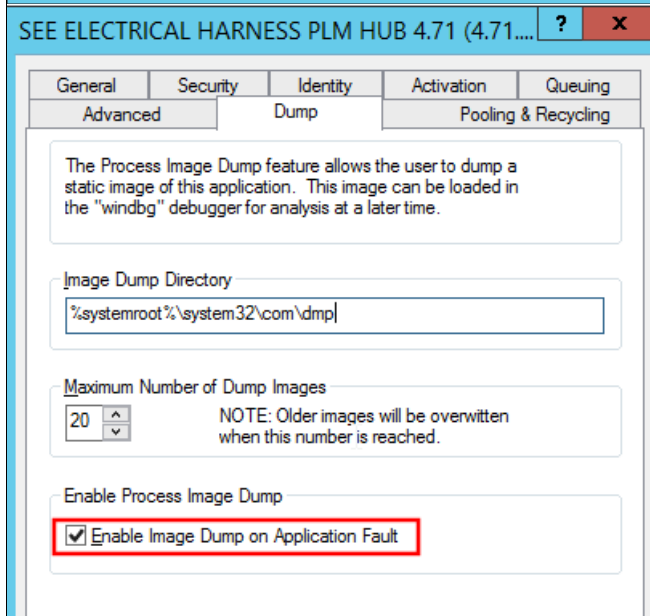 SEE ELECTRICAL HARNESS PLM HUB 4.71 (4.71.... ? x
General Security Identity Activation Queuing
Advanced Dump Pooling & Recycling
The Process Image Dump feature allows the user to dump a
static image of this application. This image can be loaded in
the "windbg" debugger for analysis at a later time.
Image Dump Directory
%systemroot%\system32\com\dmp
Maximum Number of Dump Images
20 NOTE: Older images will be overwitten
when this number is reached.
Enable Process Image Dump
Enable Image Dump on Application Fault